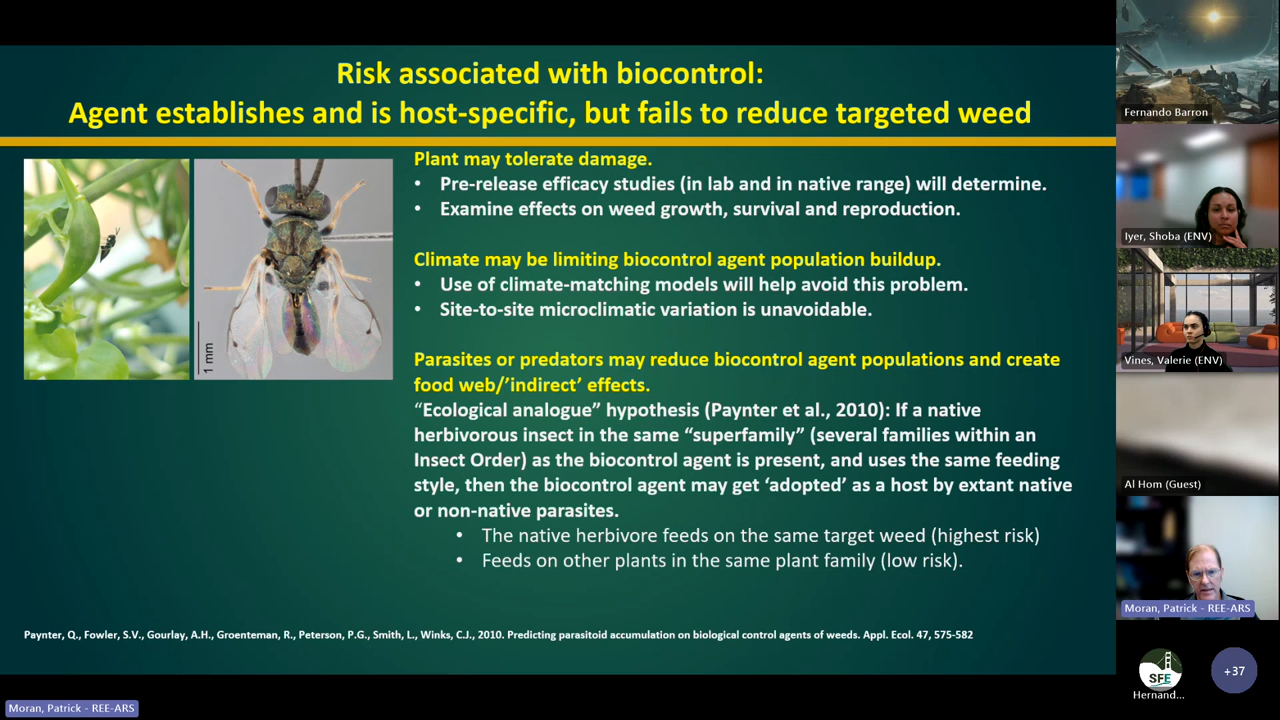 Risk associated with biocontrol:
Agent establishes and is host-specific, but fails to reduce targeted weed
1 mm
Plant may tolerate damage.
• Pre-release efficacy studies (in lab and in native range) will determine.
• Examine effects on weed growth, survival and reproduction.
Climate may be limiting biocontrol agent population buildup.
• Use of climate-matching models will help avoid this problem.
• Site-to-site microclimatic variation is unavoidable.
Parasites or predators may reduce biocontrol agent populations and create
food web/’indirect’ effects.
“Ecological analogue” hypothesis (Paynter et al., 2010): If a native
herbivorous insect in the same “superfamily” (several families within an
Insect Order) as the biocontrol agent is present, and uses the same feeding
style, then the biocontrol agent may get ‘adopted’ as a host by extant native
or non-native parasites.
• The native herbivore feeds on the same target weed (highest risk)
• Feeds on other plants in the same plant family (low risk).
Paynter, Q., Fowler, S.V., Gourlay, A.H., Groenteman, R., Peterson, P.G., Smith, L., Winks, C.J., 2010. Predicting parasitoid accumulation on biological control agents of weeds. Appl. Ecol. 47, 575-582
Moran, Patrick - REE-ARS
Fernando Barron
Iyer, Shoba (ENV)
Vines, Valerie (ENV)
Al Hom (Guest)
Moran, Patrick - REE-ARS
SFE
Hernand...
+37